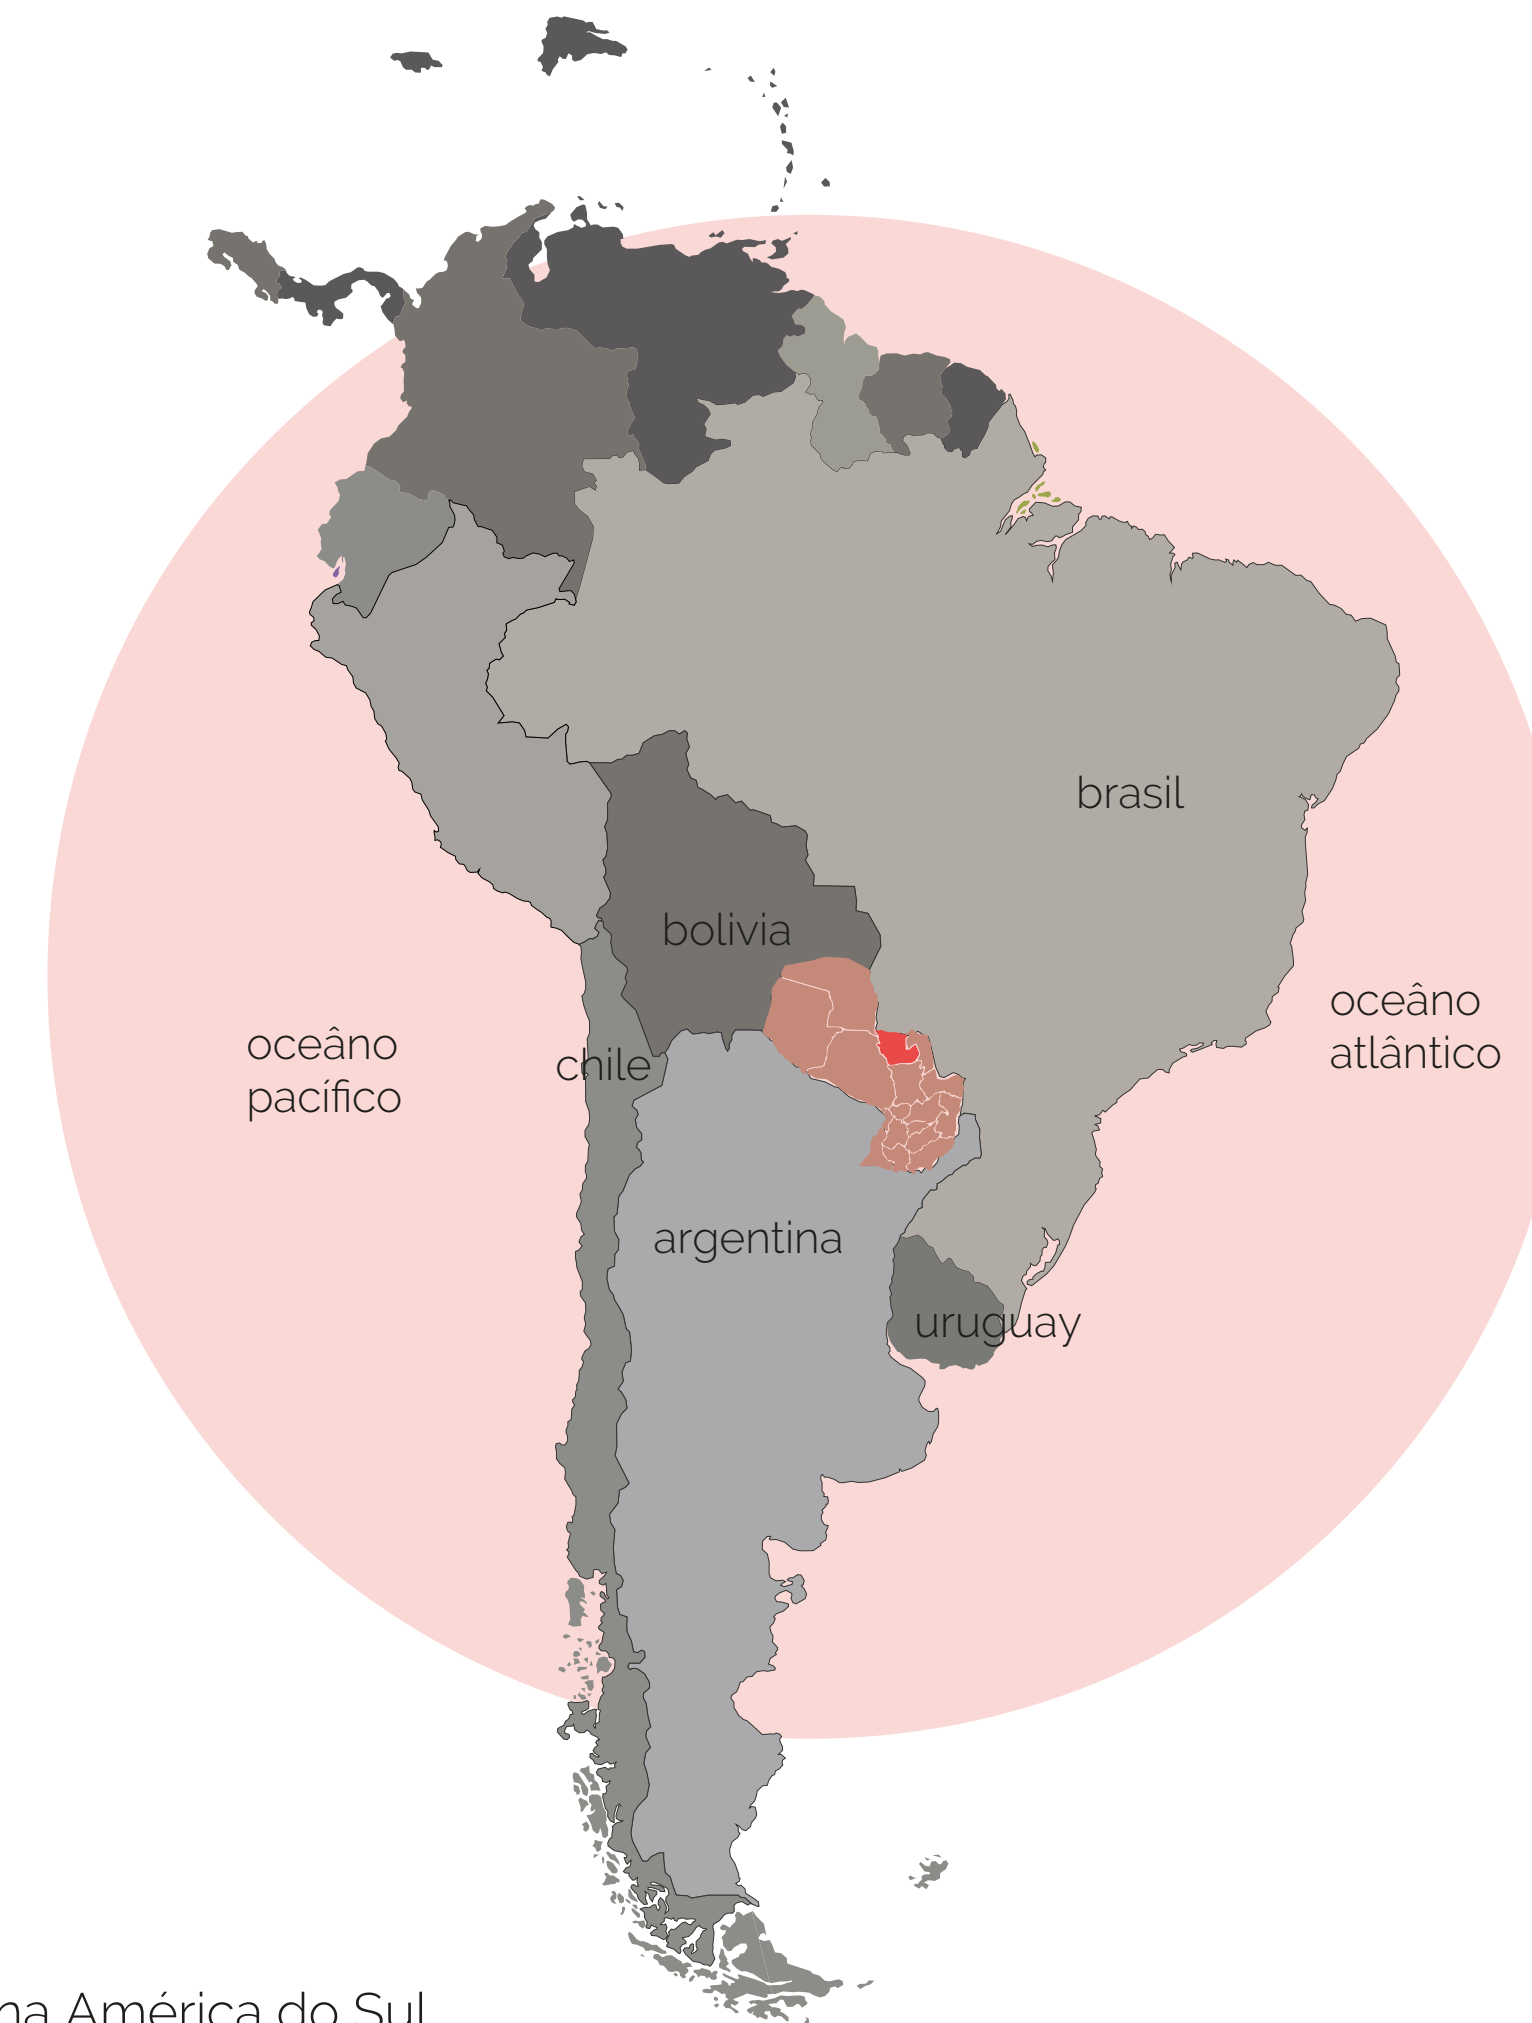 brasil
bolivia
oceâno
atlântico
oceâno
pacífico
chile
argentina
uruguay
na América do Sul